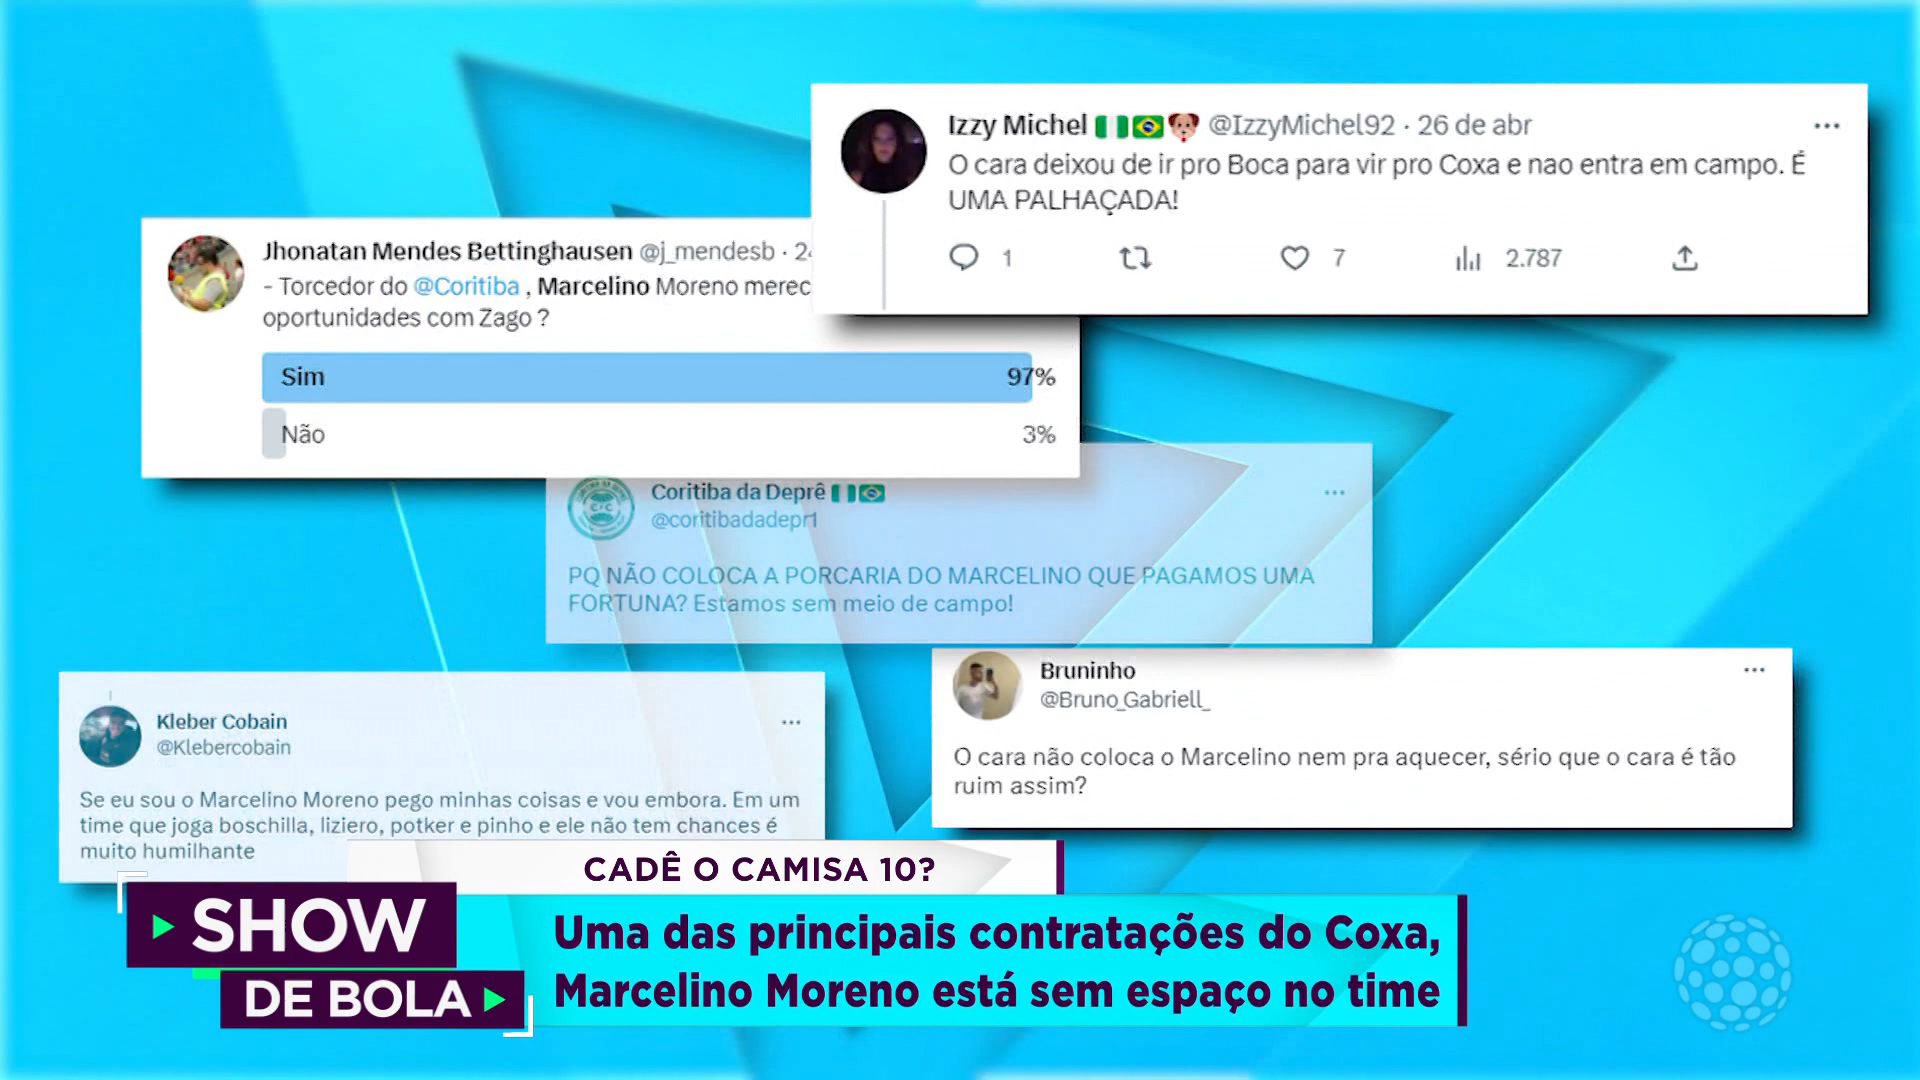 Izzy Michel @IzzyMichel92 · 26 de abr
O cara deixou de ir pro Boca para vir pro Coxa e nao entra em campo. É
UMA PALHAÇADA!
1 7 2.787
Jhonatan Mendes Bettinghausen @j_mendesb ·
- Torcedor do @Coritiba , Marcelino Moreno
oportunidades com Zago ?
Sim 97%
Não 3%
Coritiba da Deprê
@coritibadadepr1
PQ NÃO COLOCA A PORCARIA DO MARCELINO QUE PAGAMOS UMA
FORTUNA? Estamos sem meio de campo!
Bruninho
@Bruno_Gabriell_
O cara não coloca o Marcelino nem pra aquecer, sério que o cara é tão
ruim assim?
Kleber Cobain
@Klebercobain
Se eu sou o Marcelino Moreno pego minhas coisas e vou embora. Em um
time que joga boschilla, liziero, potker e pinho e ele não tem chances é
muito humilhante
CADÊ O CAMISA 10?
SHOW
DE BOLA
Uma das principais contratações do Coxa,
Marcelino Moreno está sem espaço no time